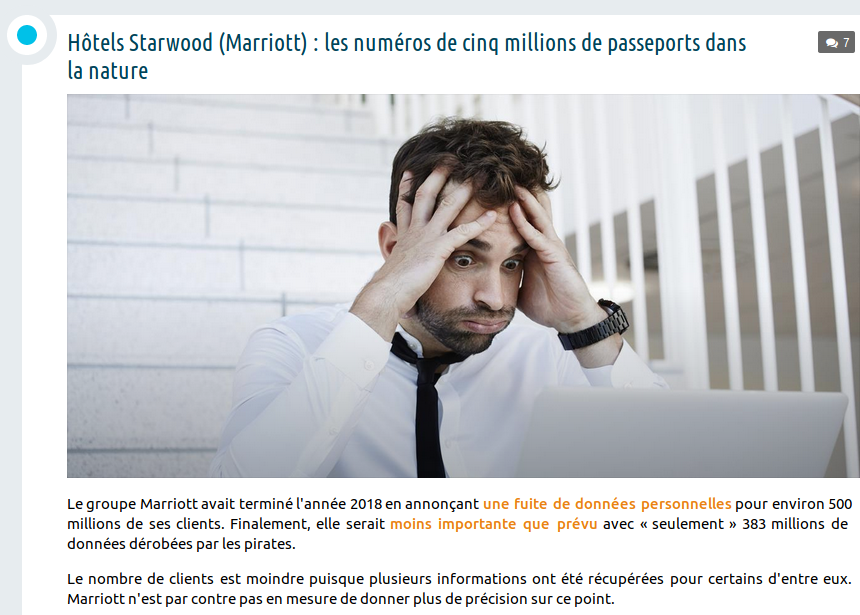 Hôtels Starwood (Marriott) : les numéros de cinq millions de passeports dans
la nature
7
Le groupe Marriott avait terminé l'année 2018 en annonçant une fuite de données personnelles pour environ 500
millions de ses clients. Finalement, elle serait moins importante que prévu avec « seulement » 383 millions de
données dérobées par les pirates.
Le nombre de clients est moindre puisque plusieurs informations ont été récupérées pour certains d'entre eux.
Marriott n'est par contre pas en mesure de donner plus de précision sur ce point.